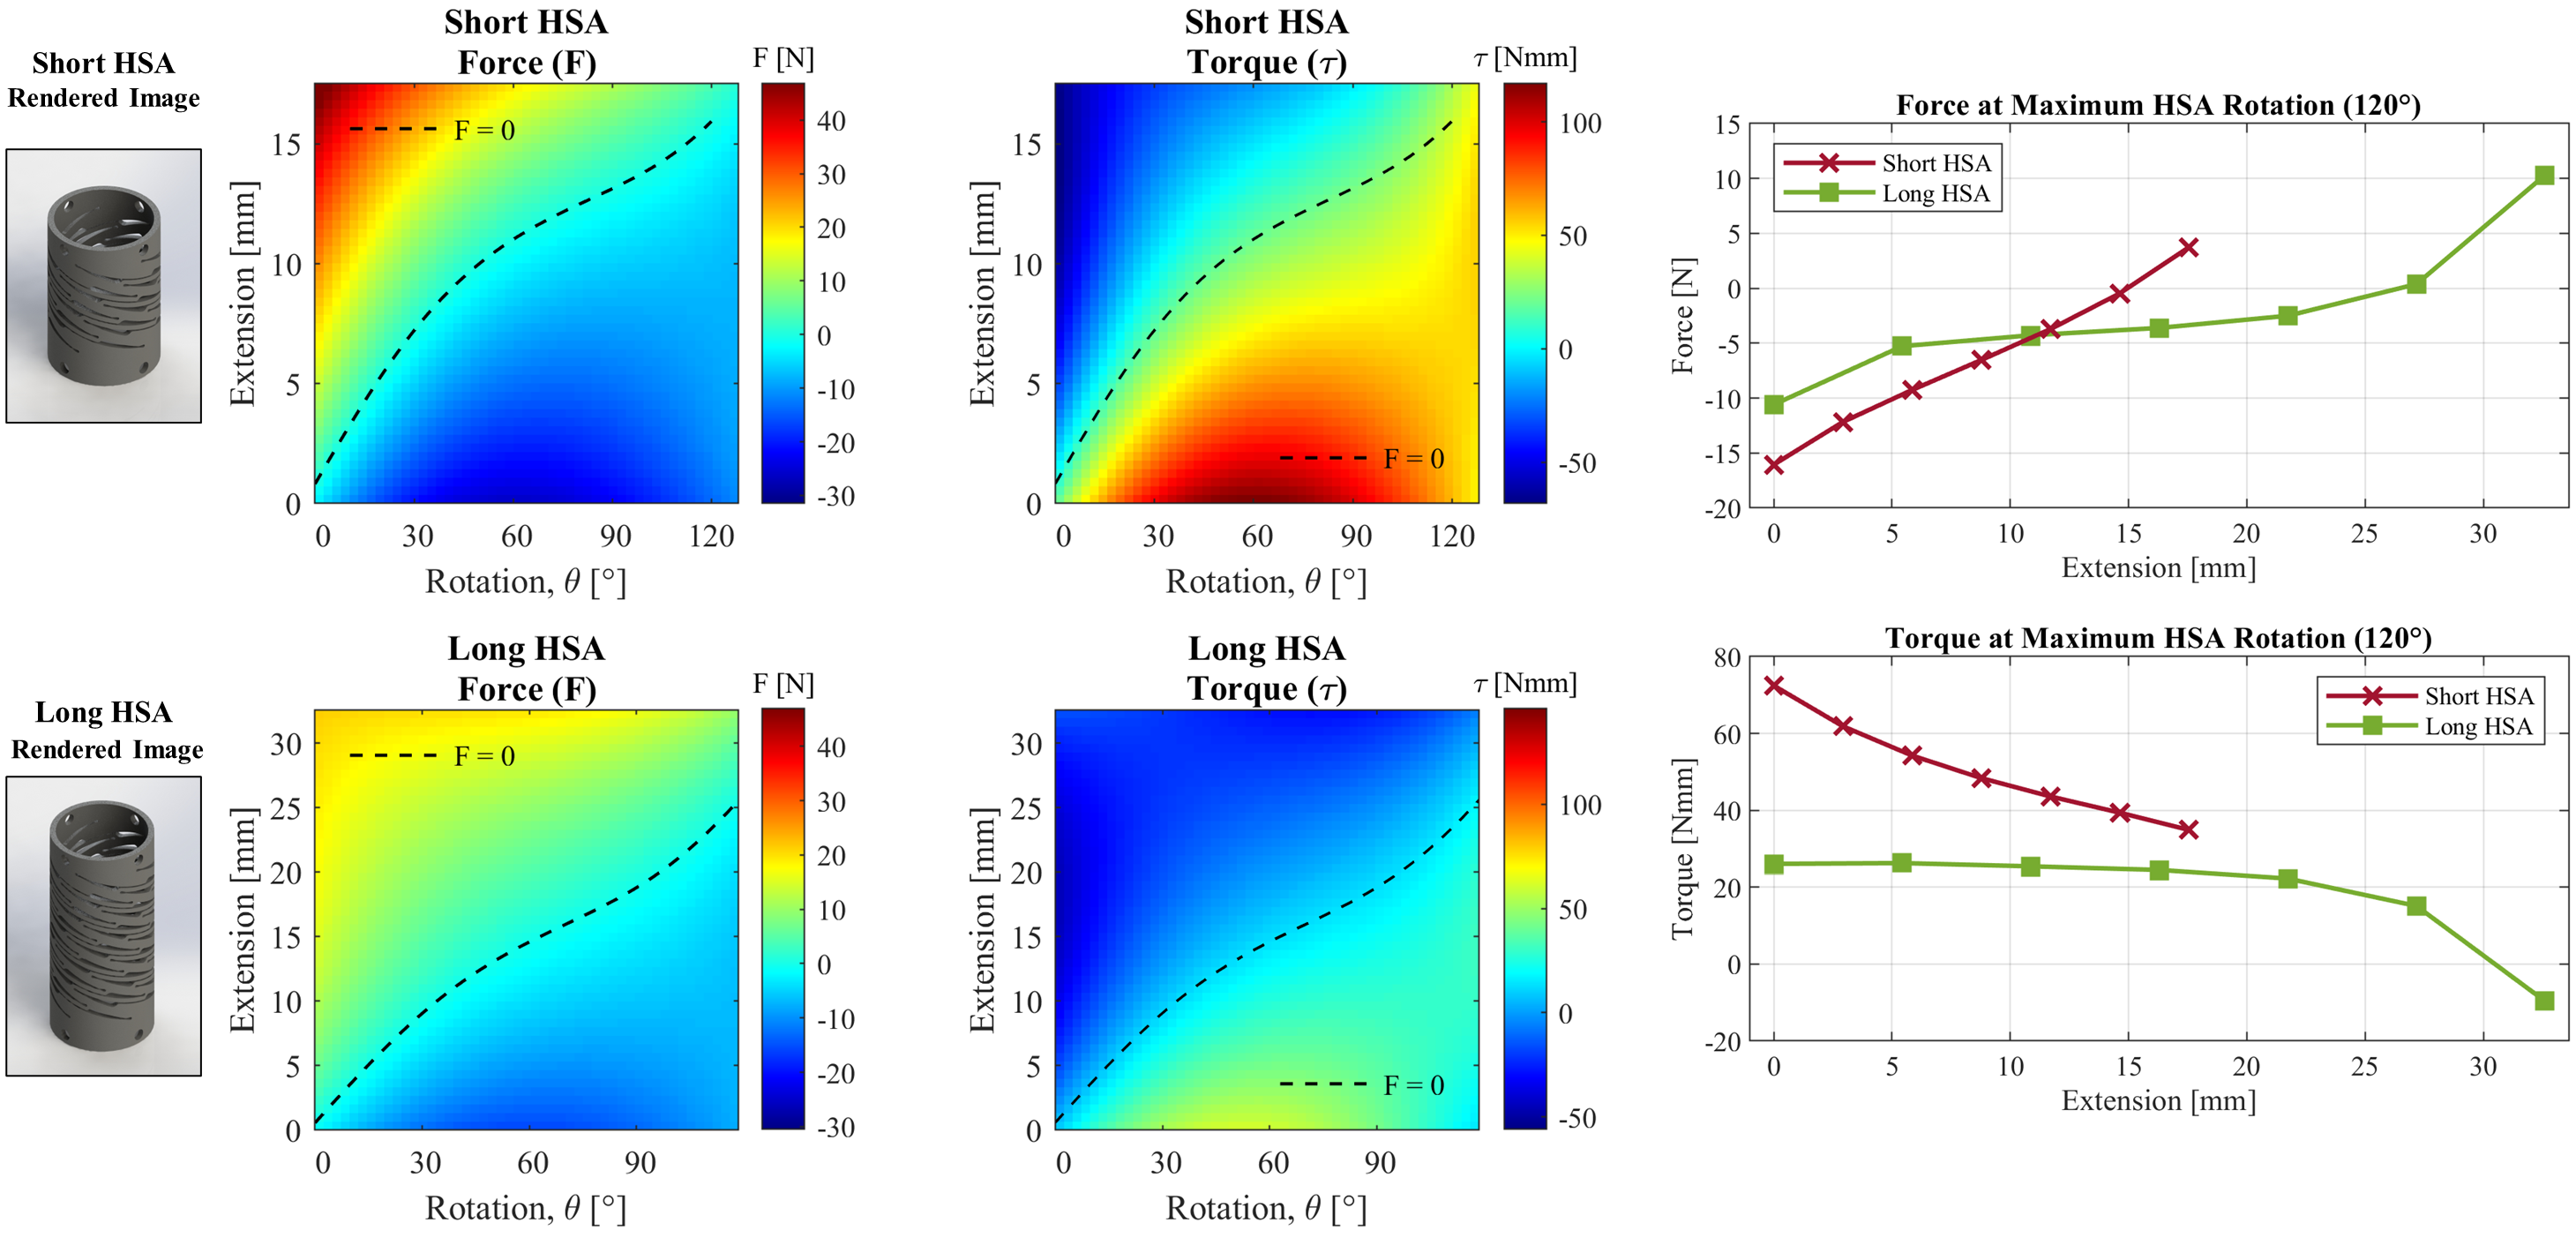 Short HSA
Rendered Image
Short HSA
Force (F)
F [N]
40
30
20
10
0
-10
-20
-30
F = 0
15
10
5
0
Extension [mm]
0 30 60 90 120
Rotation, θ [°]
Short HSA
Torque (τ)
τ [Nmm]
100
50
0
-50
F = 0
15
10
5
0
Extension [mm]
0 30 60 90 120
Rotation, θ [°]
Force at Maximum HSA Rotation (120°)
Short HSA
Long HSA
15
10
5
0
-5
-10
-15
-20
Force [N]
0 5 10 15 20 25 30
Extension [mm]
Long HSA
Rendered Image
Long HSA
Force (F)
F [N]
40
30
20
10
0
-10
-20
-30
F = 0
30
25
20
15
10
5
0
Extension [mm]
0 30 60 90
Rotation, θ [°]
Long HSA
Torque (τ)
τ [Nmm]
100
50
0
-50
F = 0
30
25
20
15
10
5
0
Extension [mm]
0 30 60 90
Rotation, θ [°]
Torque at Maximum HSA Rotation (120°)
Short HSA
Long HSA
80
60
40
20
0
-20
Torque [Nmm]
0 5 10 15 20 25 30
Extension [mm]